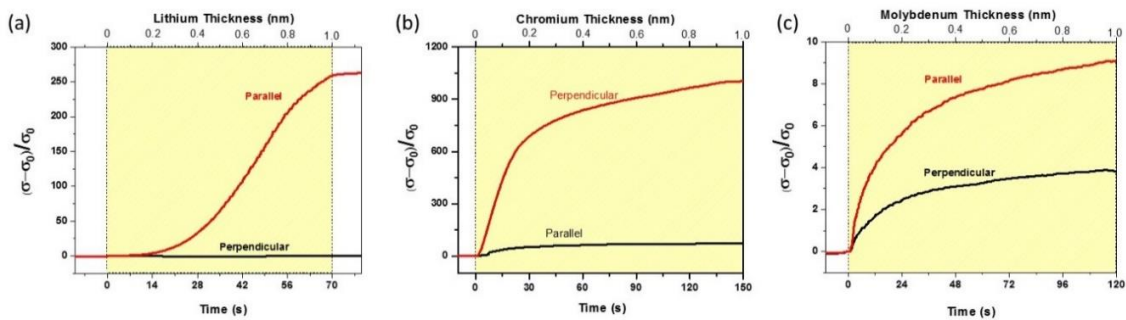 (a)
Lithium Thickness (nm)
0 0.2 0.4 0.6 0.8 1.0
300
250
200
150
100
50
0
(σ−σ₀)/σ₀
Parallel
Perpendicular
0 14 28 42 56 70
Time (s)
(b)
Chromium Thickness (nm)
0 0.2 0.4 0.6 0.8 1.0
1200
900
600
300
0
(σ−σ₀)/σ₀
Perpendicular
Parallel
0 30 60 90 120 150
Time (s)
(c)
Molybdenum Thickness (nm)
0 0.2 0.4 0.6 0.8 1.0
10
8
6
4
2
0
(σ−σ₀)/σ₀
Parallel
Perpendicular
0 24 48 72 96 120
Time (s)